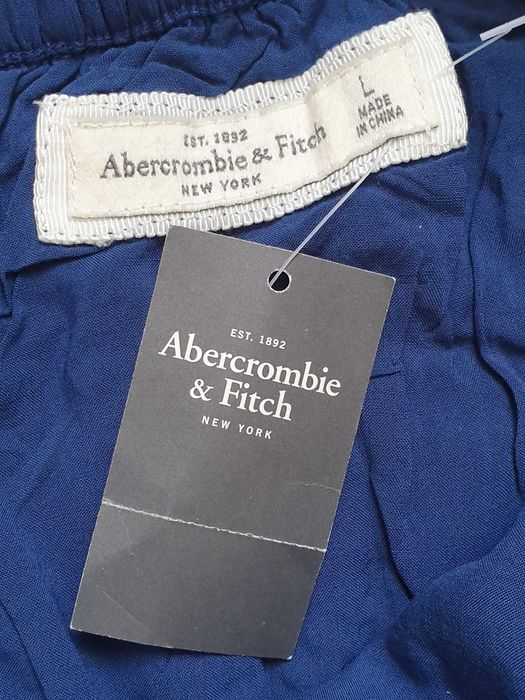 EST. 1892
Abercrombie & Fitch
NEW YORK
L
MADE
IN CHINA
EST. 1892
Abercrombie
& Fitch
NEW YORK